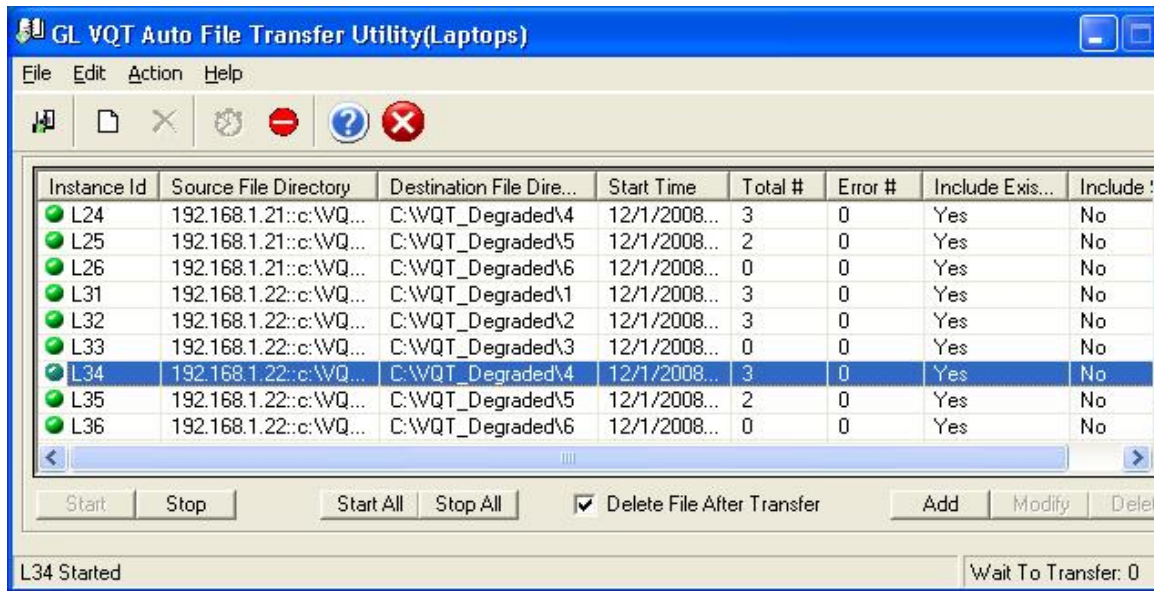 GL VQT Auto File Transfer Utility(Laptops)
File Edit Action Help
Instance Id Source File Directory Destination File Dire... Start Time Total # Error # Include Exis... Include
L24 192.168.1.21::c:\VQ... C:\VQT_Degraded\4 12/1/2008... 3 0 Yes No
L25 192.168.1.21::c:\VQ... C:\VQT_Degraded\5 12/1/2008... 2 0 Yes No
L26 192.168.1.21::c:\VQ... C:\VQT_Degraded\6 12/1/2008... 0 0 Yes No
L31 192.168.1.22::c:\VQ... C:\VQT_Degraded\1 12/1/2008... 3 0 Yes No
L32 192.168.1.22::c:\VQ... C:\VQT_Degraded\2 12/1/2008... 3 0 Yes No
L33 192.168.1.22::c:\VQ... C:\VQT_Degraded\3 12/1/2008... 0 0 Yes No
L34 192.168.1.22::c:\VQ... C:\VQT_Degraded\4 12/1/2008... 3 0 Yes No
L35 192.168.1.22::c:\VQ... C:\VQT_Degraded\5 12/1/2008... 2 0 Yes No
L36 192.168.1.22::c:\VQ... C:\VQT_Degraded\6 12/1/2008... 0 0 Yes No
Start Stop Start All Stop All Delete File After Transfer Add Modify Delet
L34 Started Wait To Transfer: 0